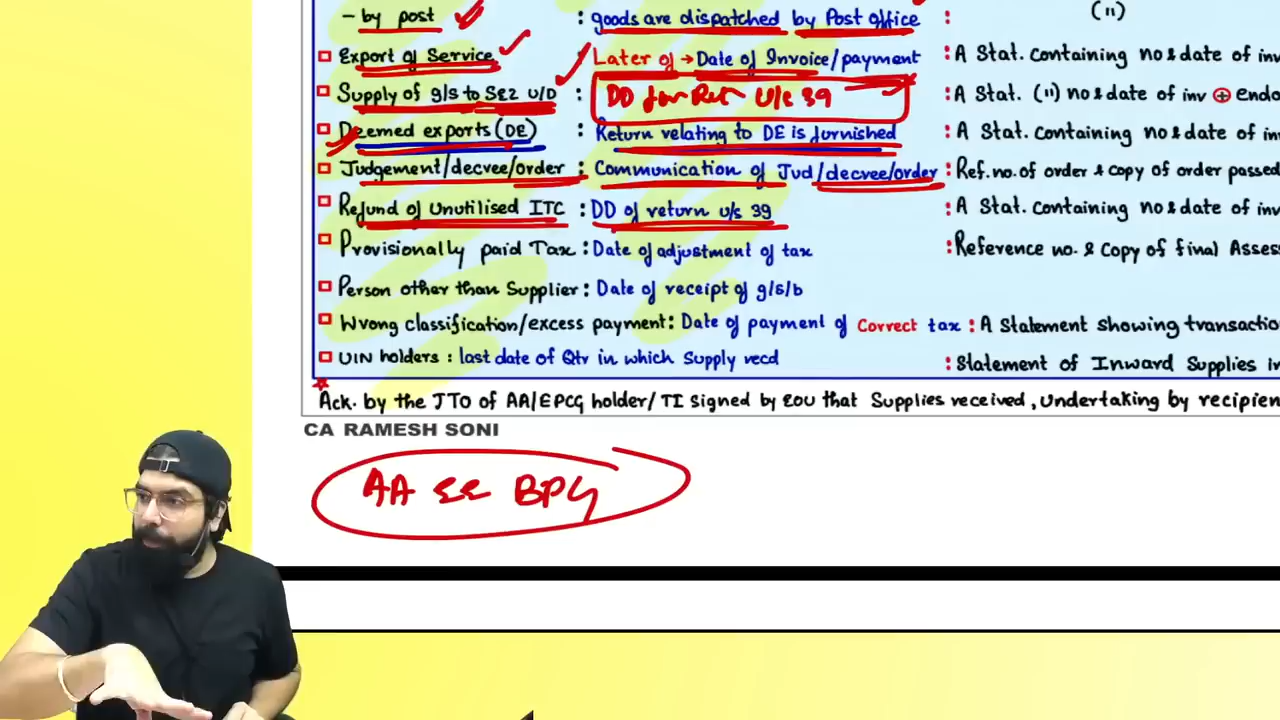 - by post : goods are dispatched by Post office : (")
Export of Service Later of → Date of Invoice/payment : A Stat. containing no & date of inv
Supply of g/s to SEZ U/D : DD for Ret U/s 39 : A Stat. (") no & date of inv ⊕ endo
Deemed exports (DE) : Return relating to DE is furnished : A Stat. Containing no & date of in
Judgement/decree/order : Communication of Jud/decree/order : Ref. no. of order & copy of order passed
Refund of Unutilised ITC : DD of return u/s 39 : A Stat. containing no & date of inv
Provisionally paid Tax : Date of adjustment of tax : Reference no. & Copy of final Asses
Person other than Supplier : Date of receipt of g/s/b
Wrong classification/excess payment : Date of payment of Correct tax : A Statement showing transactio
UIN holders : last date of Qtr in which Supply recd : Statement of Inward Supplies i
* Ack. by the JTO of AA/EPCG holder/TI signed by EOU that Supplies received, Undertaking by recipien
CA RAMESH SONI
AA SE BPG